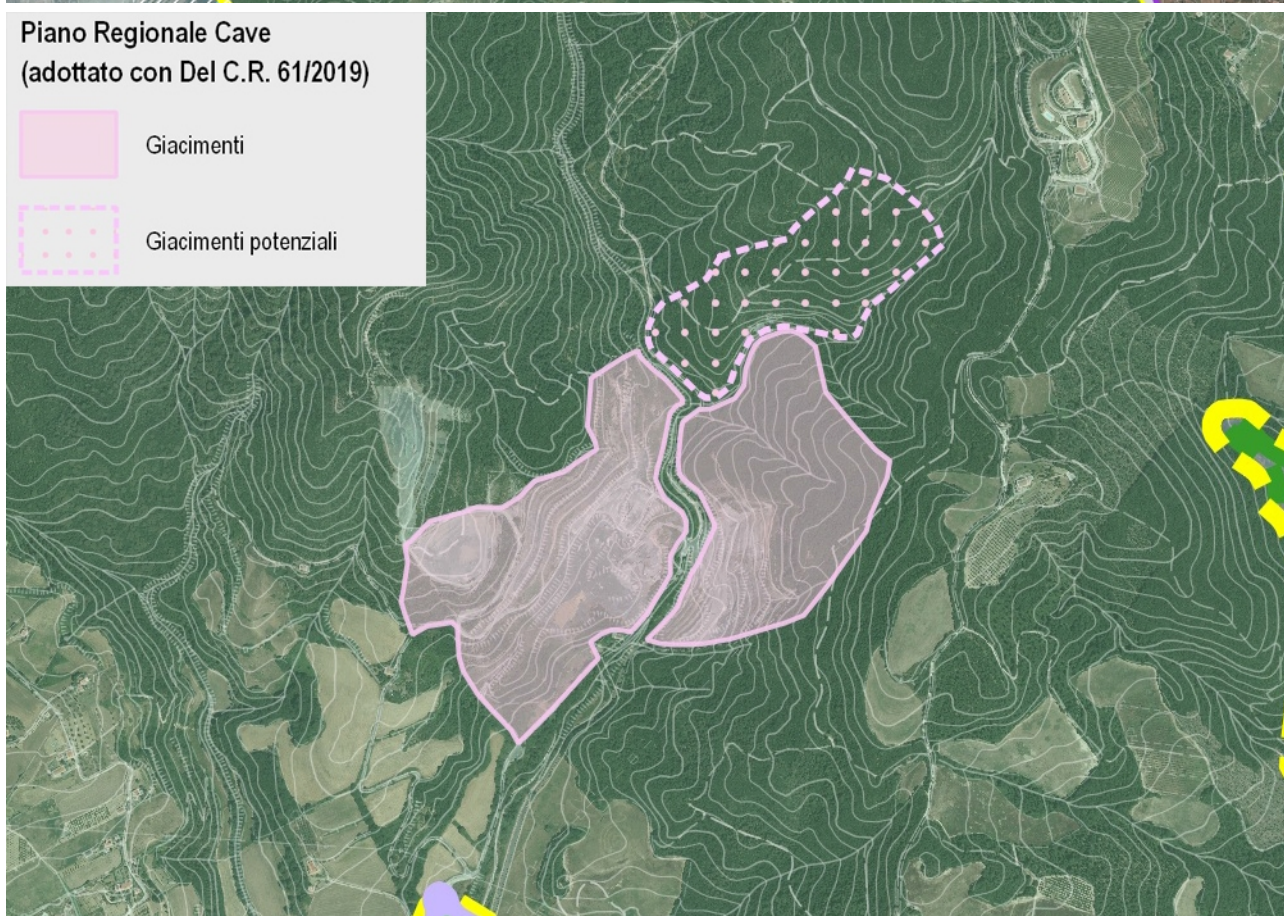 Piano Regionale Cave
(adottato con Del C.R. 61/2019)
Giacimenti
Giacimenti potenziali